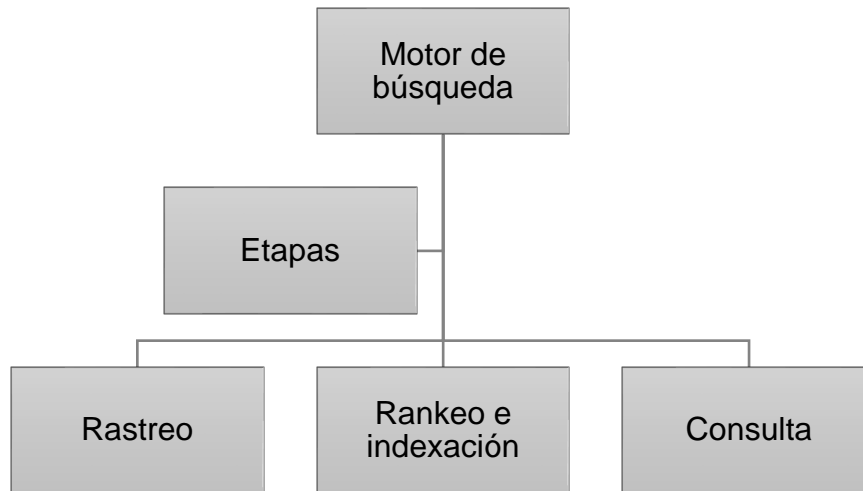 Motor de
búsqueda
Etapas
Rastreo
Rankeo e
indexación
Consulta